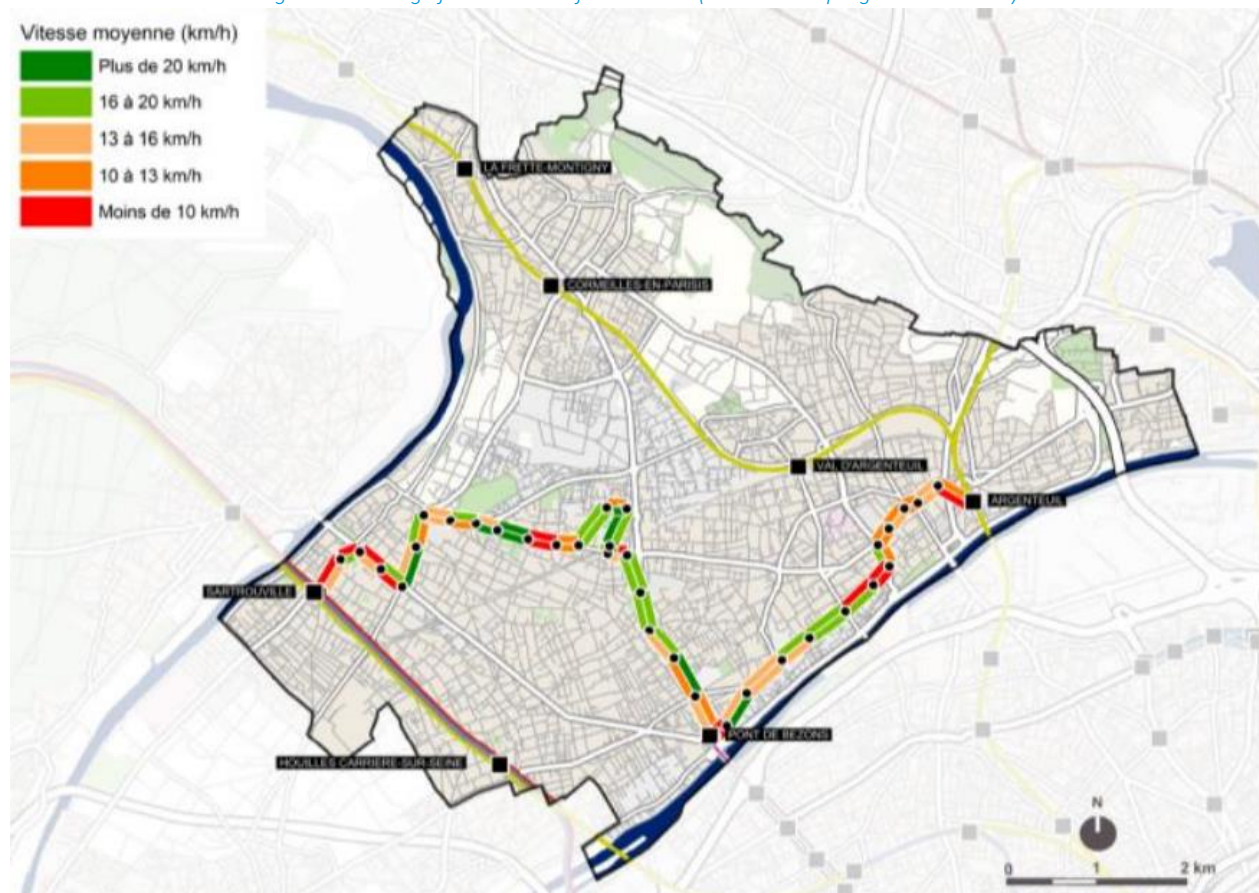 Vitesse moyenne (km/h)
Plus de 20 km/h
16 à 20 km/h
13 à 16 km/h
10 à 13 km/h
Moins de 10 km/h
LA FRETTE-MONTIGNY
CORMEILLES-EN-PARISIS
VAL D'ARGENTEUIL
ARGENTEUIL
SARTROUVILLE
PONT DE BEZONS
HOUILLES CARRIERE-SUR-SEINE
N
0 1 2 km